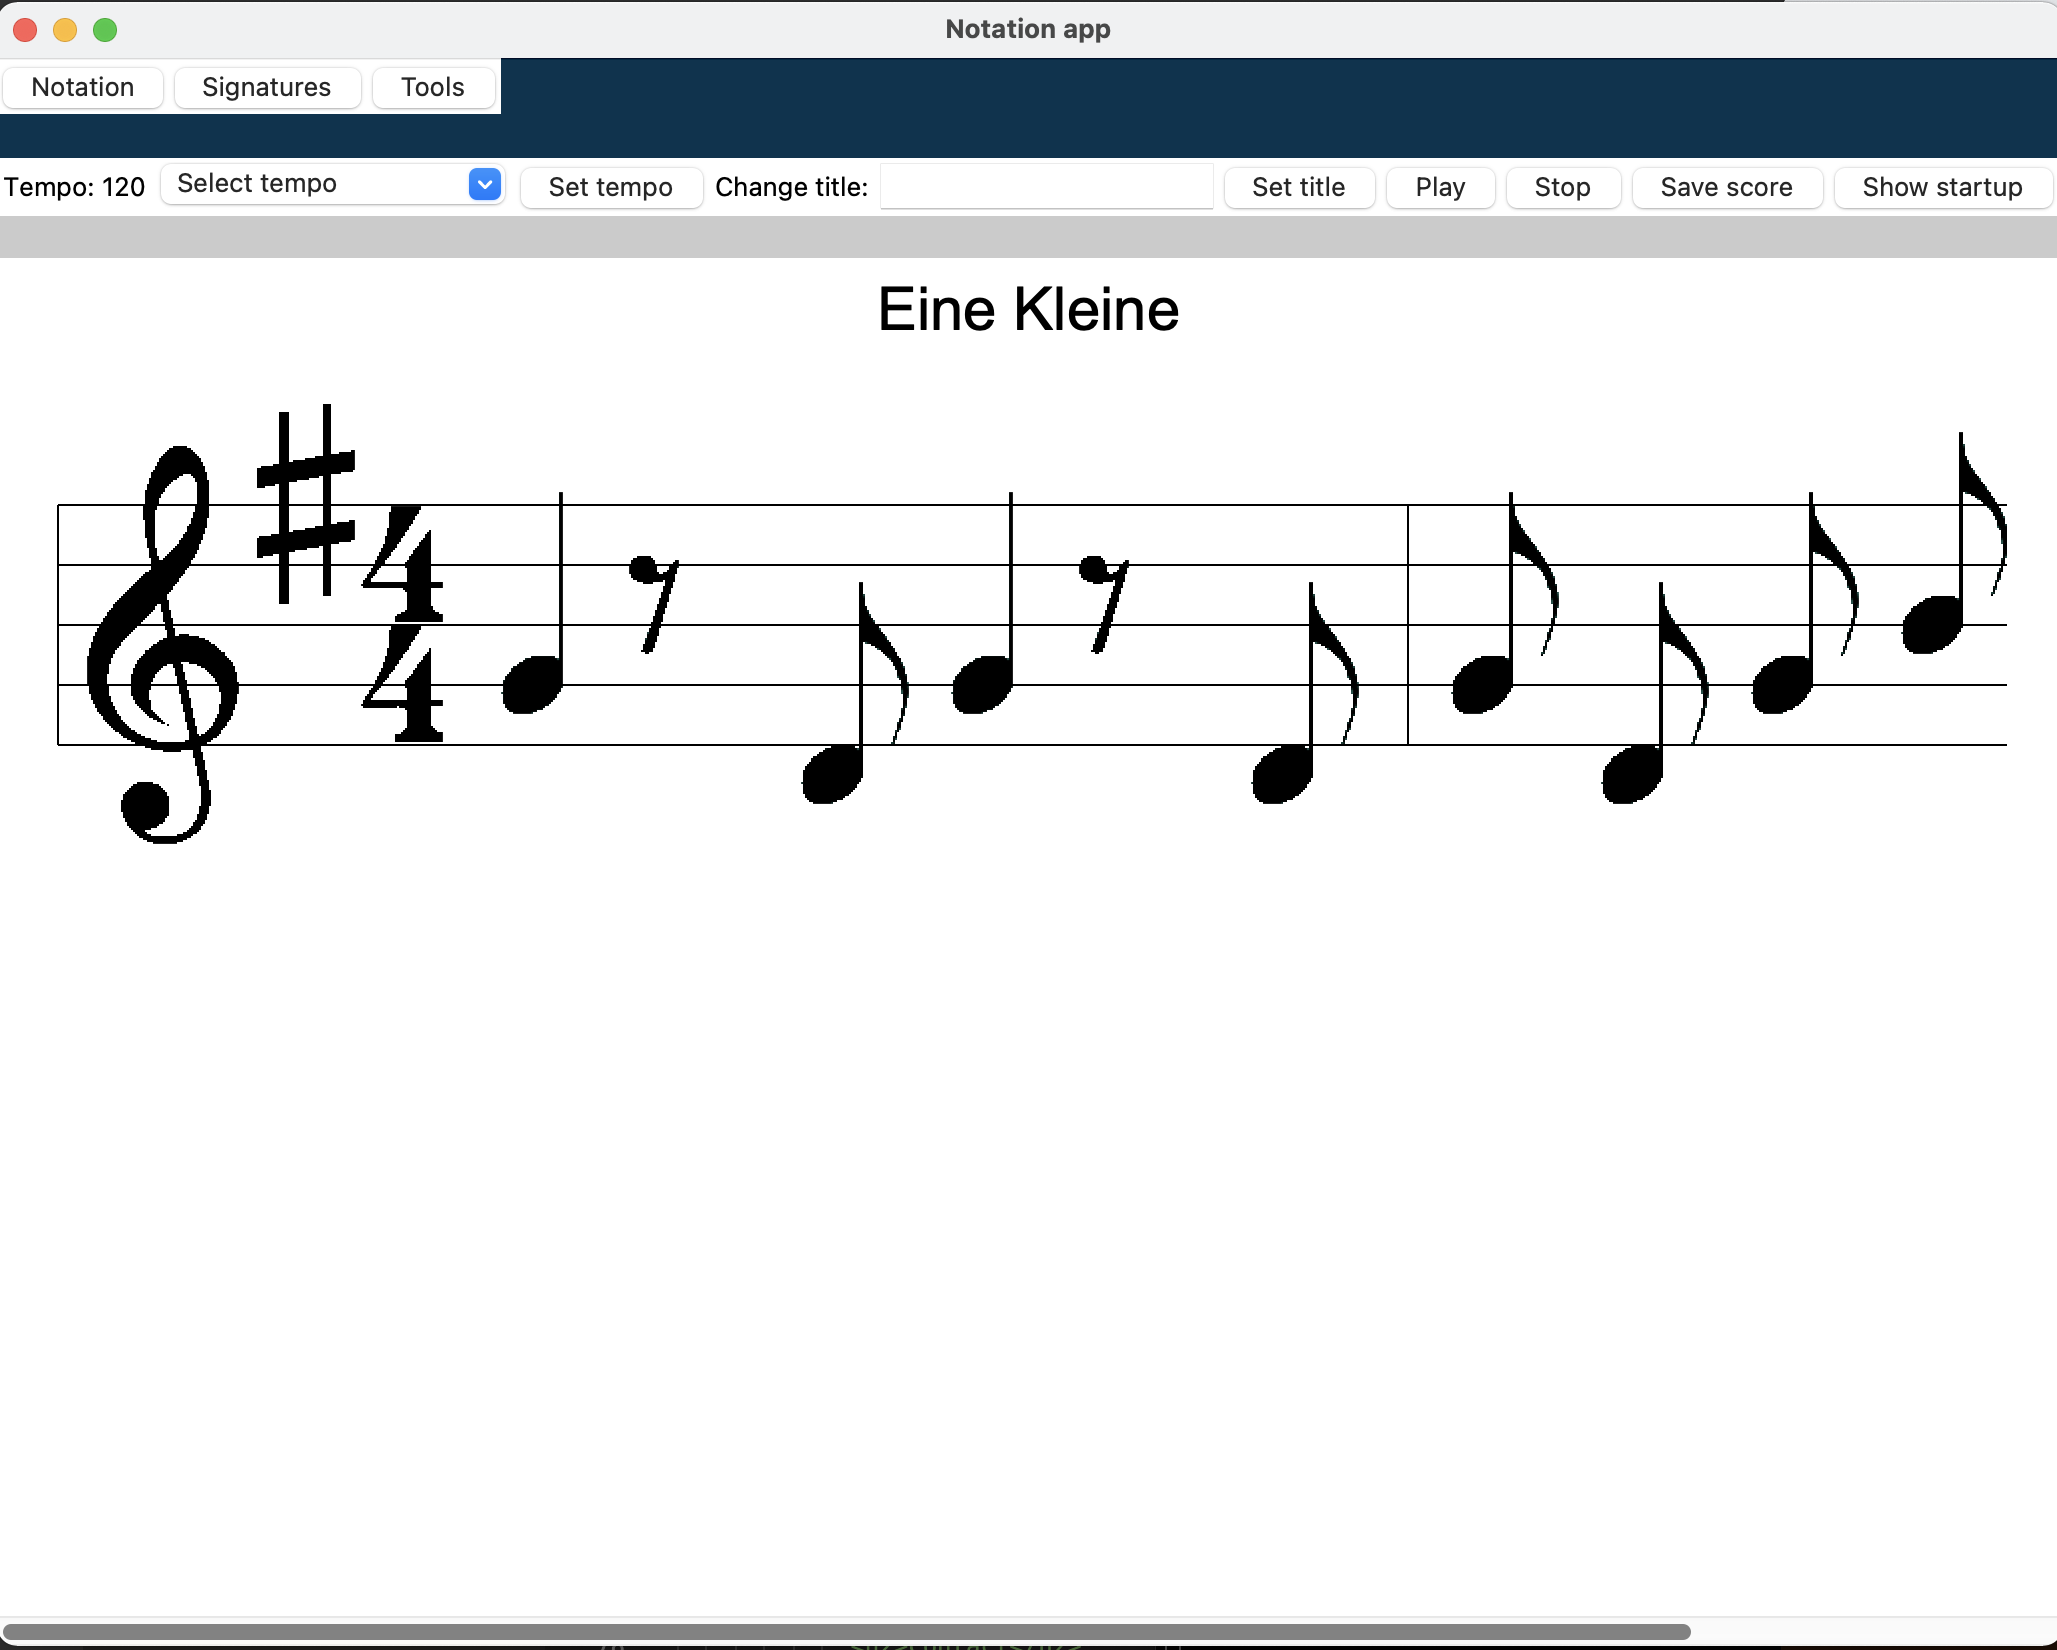 Notation app
Notation Signatures Tools
Tempo: 120 Select tempo Set tempo Change title: Set title Play Stop Save score Show startup
Eine Kleine
4
4